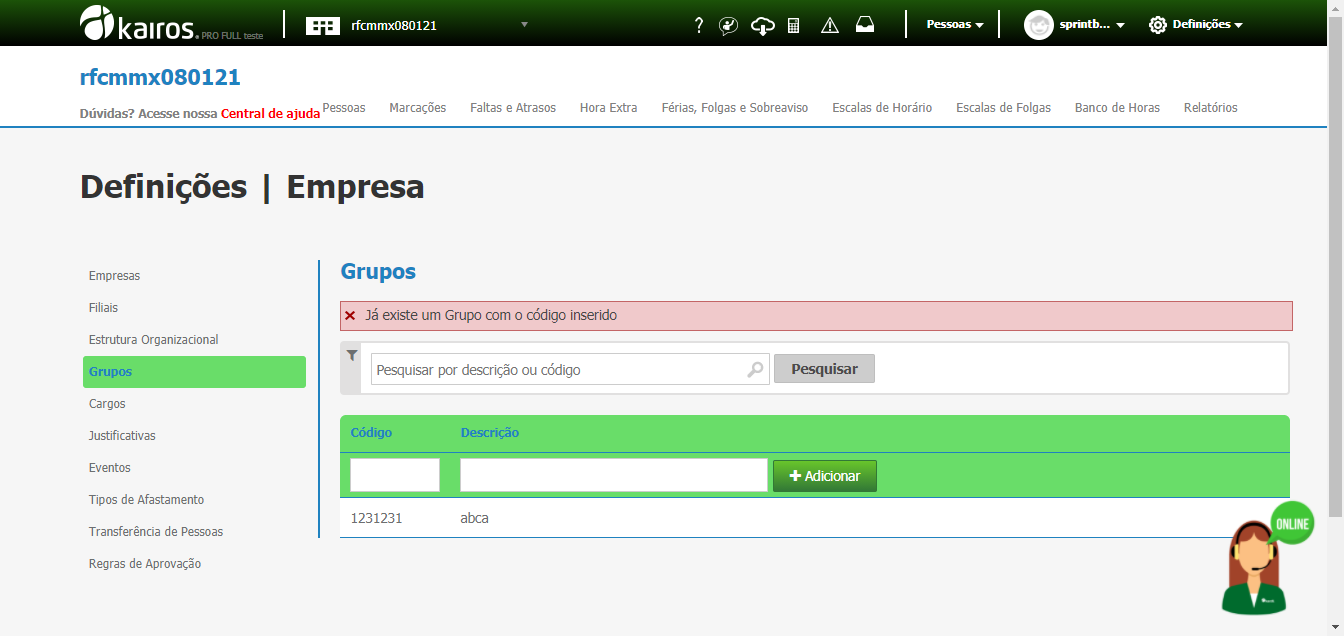 kairos. PRO FULL teste
rfcmmx080121
?
Pessoas
sprintb...
Definições
rfcmmx080121
Dúvidas? Acesse nossa Central de ajuda
Pessoas
Marcações
Faltas e Atrasos
Hora Extra
Férias, Folgas e Sobreaviso
Escalas de Horário
Escalas de Folgas
Banco de Horas
Relatórios
Definições | Empresa
Empresas
Filiais
Estrutura Organizacional
Grupos
Cargos
Justificativas
Eventos
Tipos de Afastamento
Transferência de Pessoas
Regras de Aprovação
Grupos
Já existe um Grupo com o código inserido
Pesquisar por descrição ou código
Pesquisar
Código Descrição
Adicionar
1231231 abca
ONLINE